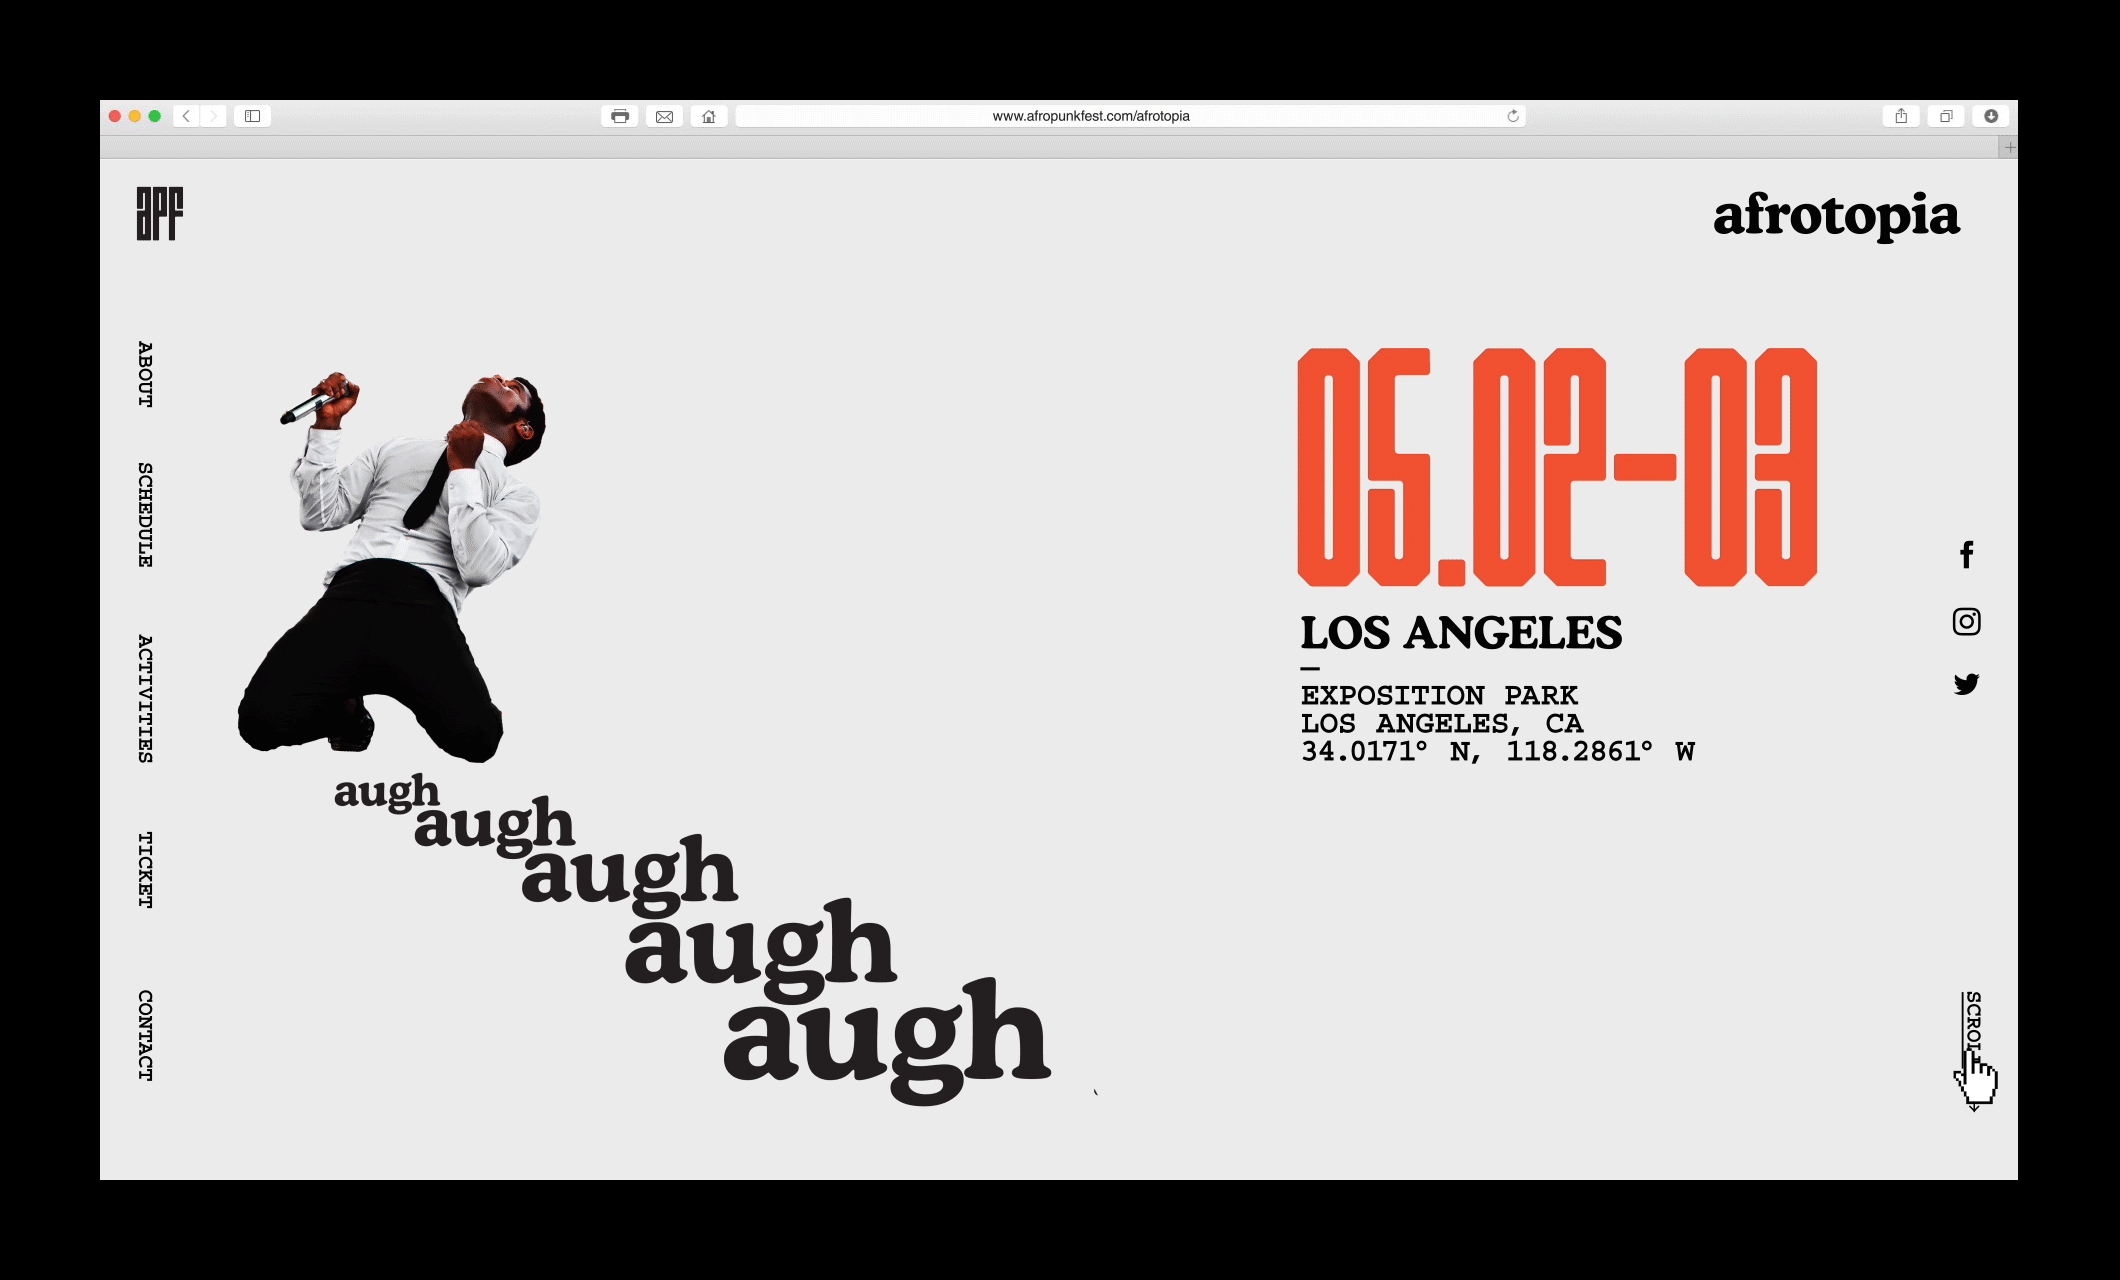 www.afropunkfest.com/afrotopia
apf
afrotopia
ABOUT
SCHEDULE
ACTIVITIES
TICKET
CONTACT
augh
augh
augh
augh
augh
05.02–03
LOS ANGELES
—
EXPOSITION PARK
LOS ANGELES, CA
34.0171° N, 118.2861° W
SCROLL